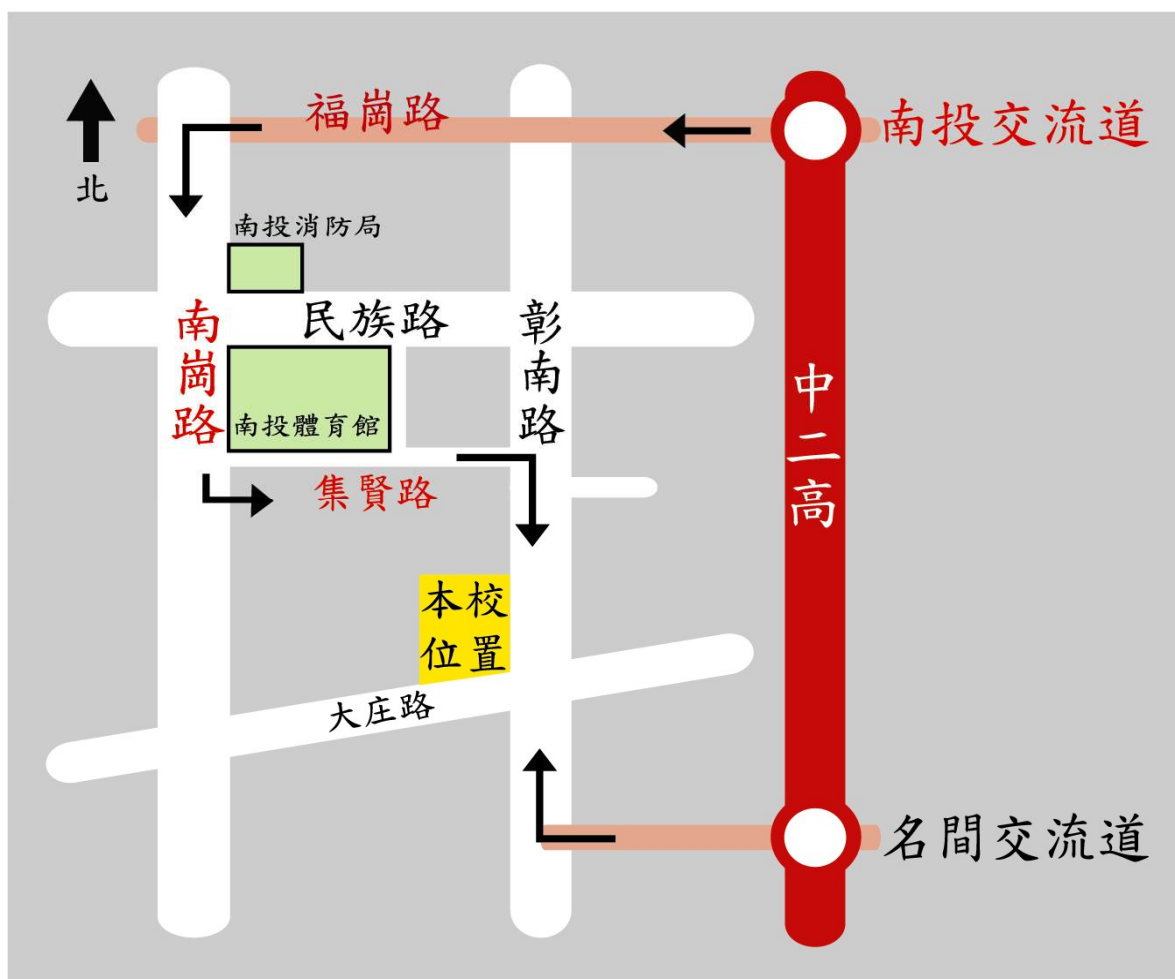 福崗路
南投交流道
北
南投消防局
南崗路
民族路
彰南路
中二高
南投體育館
集賢路
本校
位置
大庄路
名間交流道